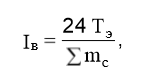 Iв = 24 Tэ / ∑ mс ,